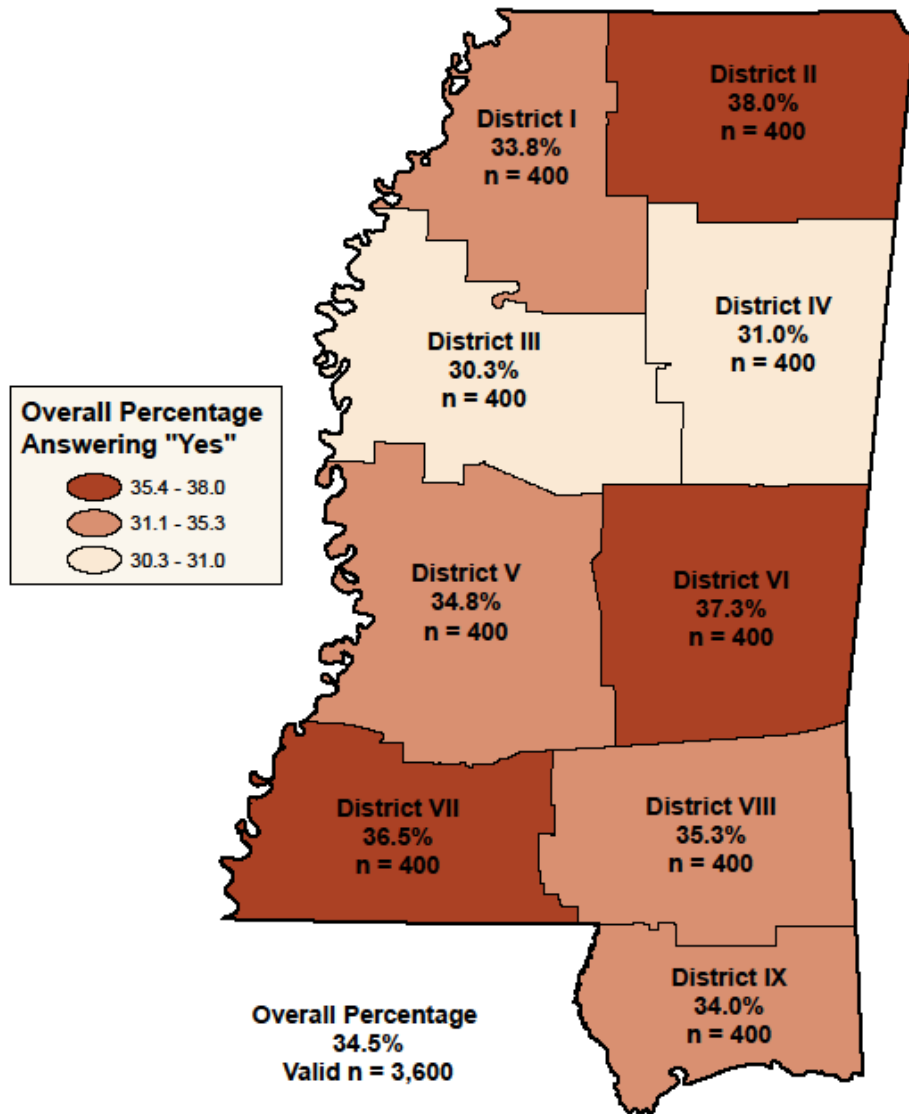 District II
38.0%
n = 400
District I
33.8%
n = 400
District IV
31.0%
n = 400
District III
30.3%
n = 400
Overall Percentage
Answering "Yes"
35.4 - 38.0
31.1 - 35.3
30.3 - 31.0
District V
34.8%
n = 400
District VI
37.3%
n = 400
District VII
36.5%
n = 400
District VIII
35.3%
n = 400
District IX
34.0%
n = 400
Overall Percentage
34.5%
Valid n = 3,600